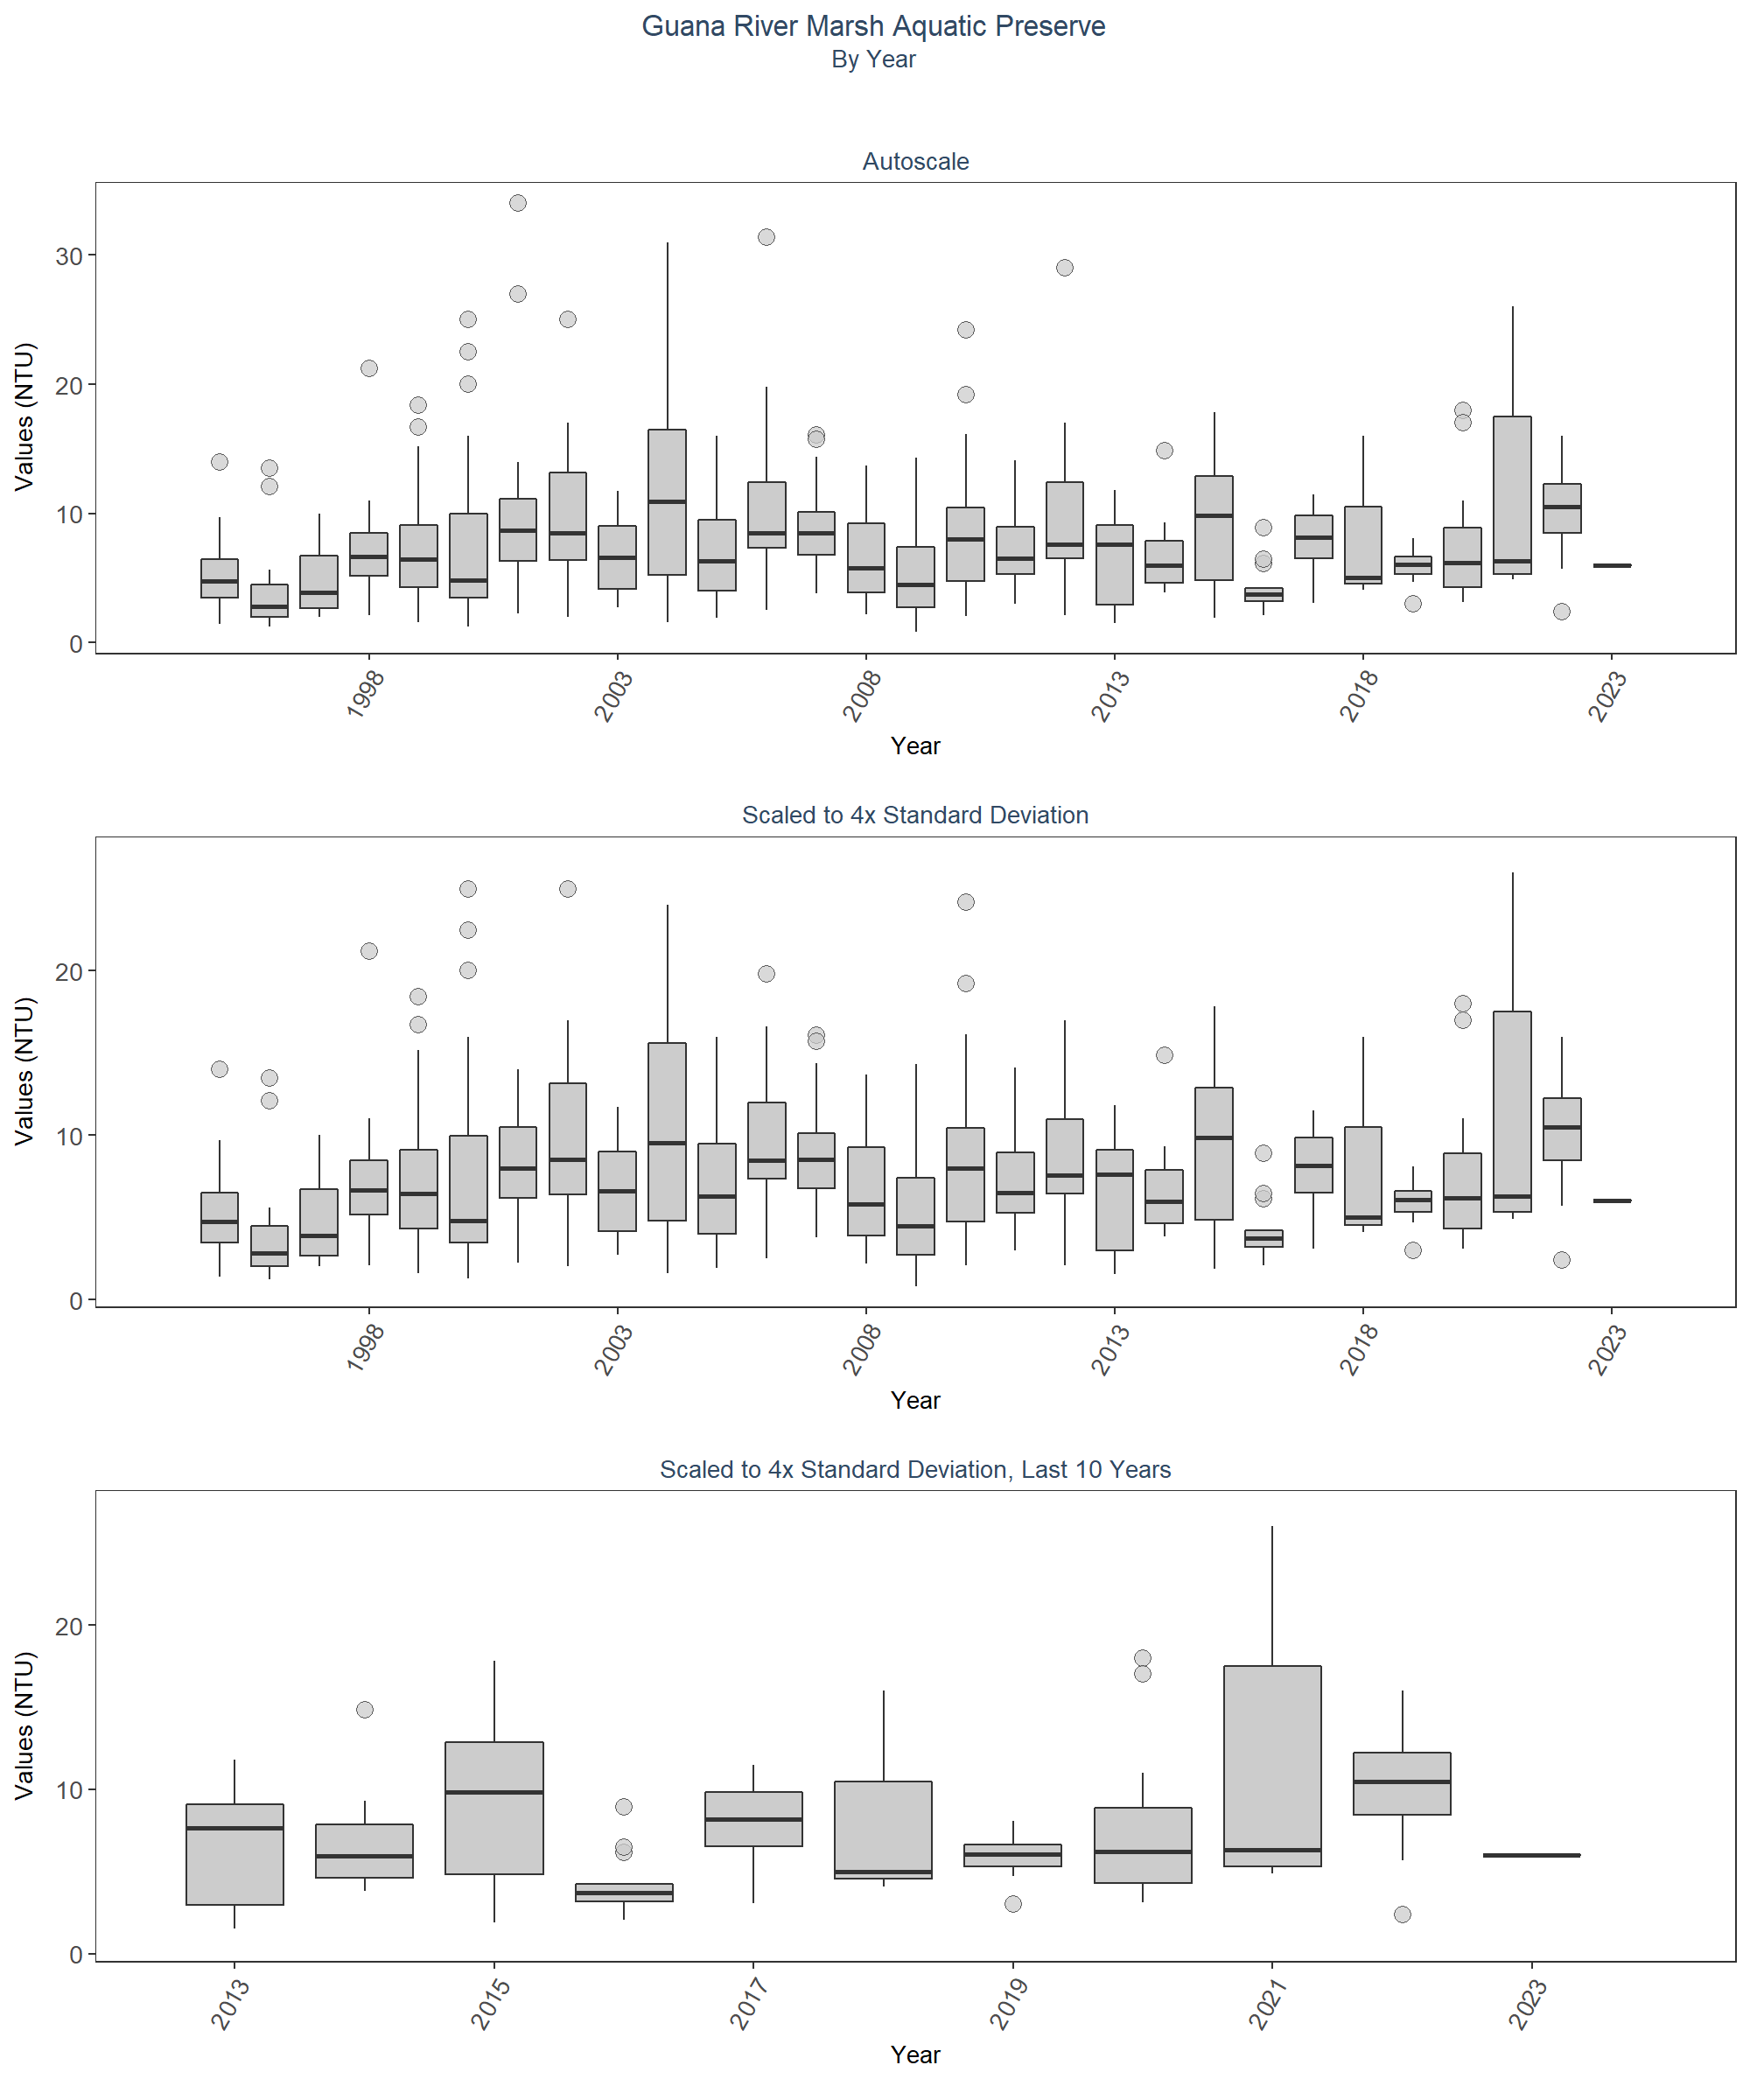 Guana River Marsh Aquatic Preserve
By Year
Autoscale
Values (NTU)
30
20
10
0
1998
2003
2008
2013
2018
2023
Year
Scaled to 4x Standard Deviation
Values (NTU)
20
10
0
1998
2003
2008
2013
2018
2023
Year
Scaled to 4x Standard Deviation, Last 10 Years
Values (NTU)
20
10
0
2013
2015
2017
2019
2021
2023
Year